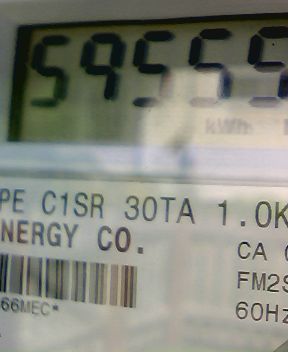 59555
kWh
PE C1SR 30TA 1.0K
NERGY CO.
CA
FM2S
66MEC*
60Hz